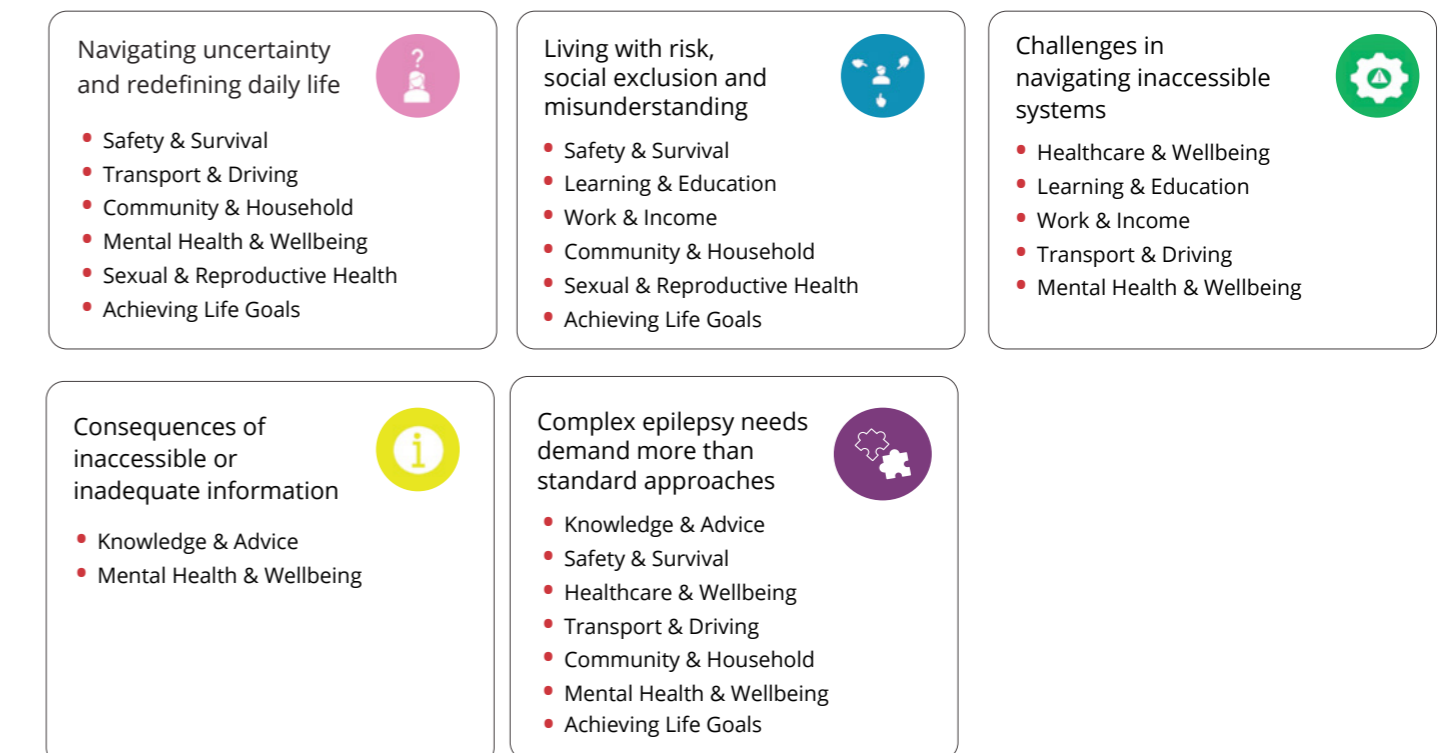 Navigating uncertainty
and redefining daily life
?
• Safety & Survival
• Transport & Driving
• Community & Household
• Mental Health & Wellbeing
• Sexual & Reproductive Health
• Achieving Life Goals
Living with risk,
social exclusion and
misunderstanding
• Safety & Survival
• Learning & Education
• Work & Income
• Community & Household
• Sexual & Reproductive Health
• Achieving Life Goals
Challenges in
navigating inaccessible
systems
• Healthcare & Wellbeing
• Learning & Education
• Work & Income
• Transport & Driving
• Mental Health & Wellbeing
Consequences of
inaccessible or
inadequate information
i
• Knowledge & Advice
• Mental Health & Wellbeing
Complex epilepsy needs
demand more than
standard approaches
• Knowledge & Advice
• Safety & Survival
• Healthcare & Wellbeing
• Transport & Driving
• Community & Household
• Mental Health & Wellbeing
• Achieving Life Goals